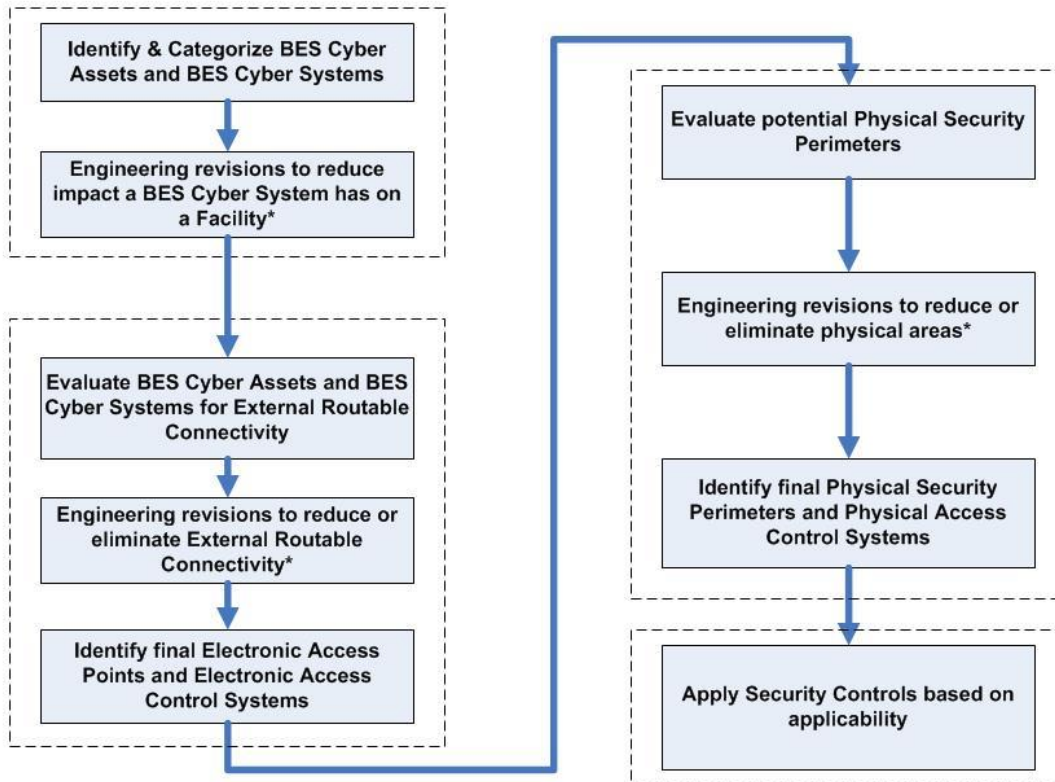 Identify & Categorize BES Cyber
Assets and BES Cyber Systems
Engineering revisions to reduce
impact a BES Cyber System has on
a Facility*
Evaluate BES Cyber Assets and BES
Cyber Systems for External Routable
Connectivity
Engineering revisions to reduce or
eliminate External Routable
Connectivity*
Identify final Electronic Access
Points and Electronic Access
Control Systems
Evaluate potential Physical Security
Perimeters
Engineering revisions to reduce or
eliminate physical areas*
Identify final Physical Security
Perimeters and Physical Access
Control Systems
Apply Security Controls based on
applicability